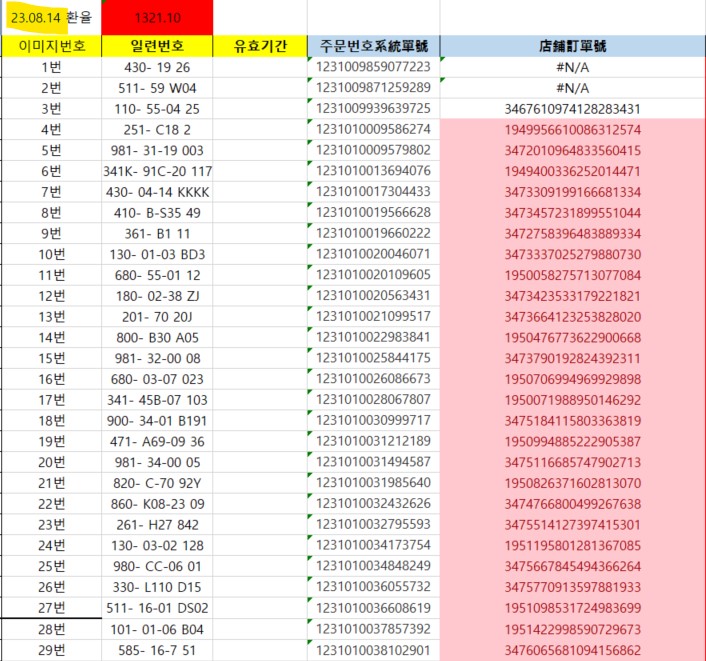 23.08.14 환율 1321.10
이미지번호 일련번호 유효기간 주문번호系統單號 店鋪訂單號
1번 430- 19 26 1231009859077223 #N/A
2번 511- 59 W04 1231009871259289 #N/A
3번 110- 55-04 25 1231009939639725 3467610974128283431
4번 251- C18 2 1231010009586274 1949956610086312574
5번 981- 31-19 003 1231010009579802 3472010964833560415
6번 341K- 91C-20 117 1231010013694076 1949400336252014471
7번 430- 04-14 KKKK 1231010017304433 3473309199166681334
8번 410- B-S35 49 1231010019566628 3473457231899551044
9번 361- B1 11 1231010019660222 3472758396483889334
10번 130- 01-03 BD3 1231010020046071 3473337025279880730
11번 680- 55-01 12 1231010020109605 1950058275713077084
12번 180- 02-38 ZJ 1231010020563431 3473423533179221821
13번 201- 70 20J 1231010021099517 3473664123253828020
14번 800- B30 A05 1231010022983841 1950476773622900668
15번 981- 32-00 08 1231010025844175 3473790192824392311
16번 680- 03-07 023 1231010026086673 1950706994969929898
17번 341- 45B-07 103 1231010028067807 1950071988950146292
18번 900- 34-01 B191 1231010030999717 3475184115803363819
19번 471- A69-09 36 1231010031212189 1950994885222905387
20번 981- 34-00 05 1231010031494587 3475116685747902713
21번 820- C-70 92Y 1231010031985640 1950826371602813070
22번 860- K08-23 09 1231010032432626 3474766800499267638
23번 261- H27 842 1231010032795593 3475514127397415301
24번 130- 03-02 128 1231010034173754 1951195801281367085
25번 980- CC-06 01 1231010034848249 3475667845494366264
26번 330- L110 D15 1231010036055732 3475770913597881933
27번 511- 16-01 DS02 1231010036608619 1951098531724983699
28번 101- 01-06 B04 1231010037857392 1951422998590729673
29번 585- 16-7 51 1231010038102901 3476065681094156862